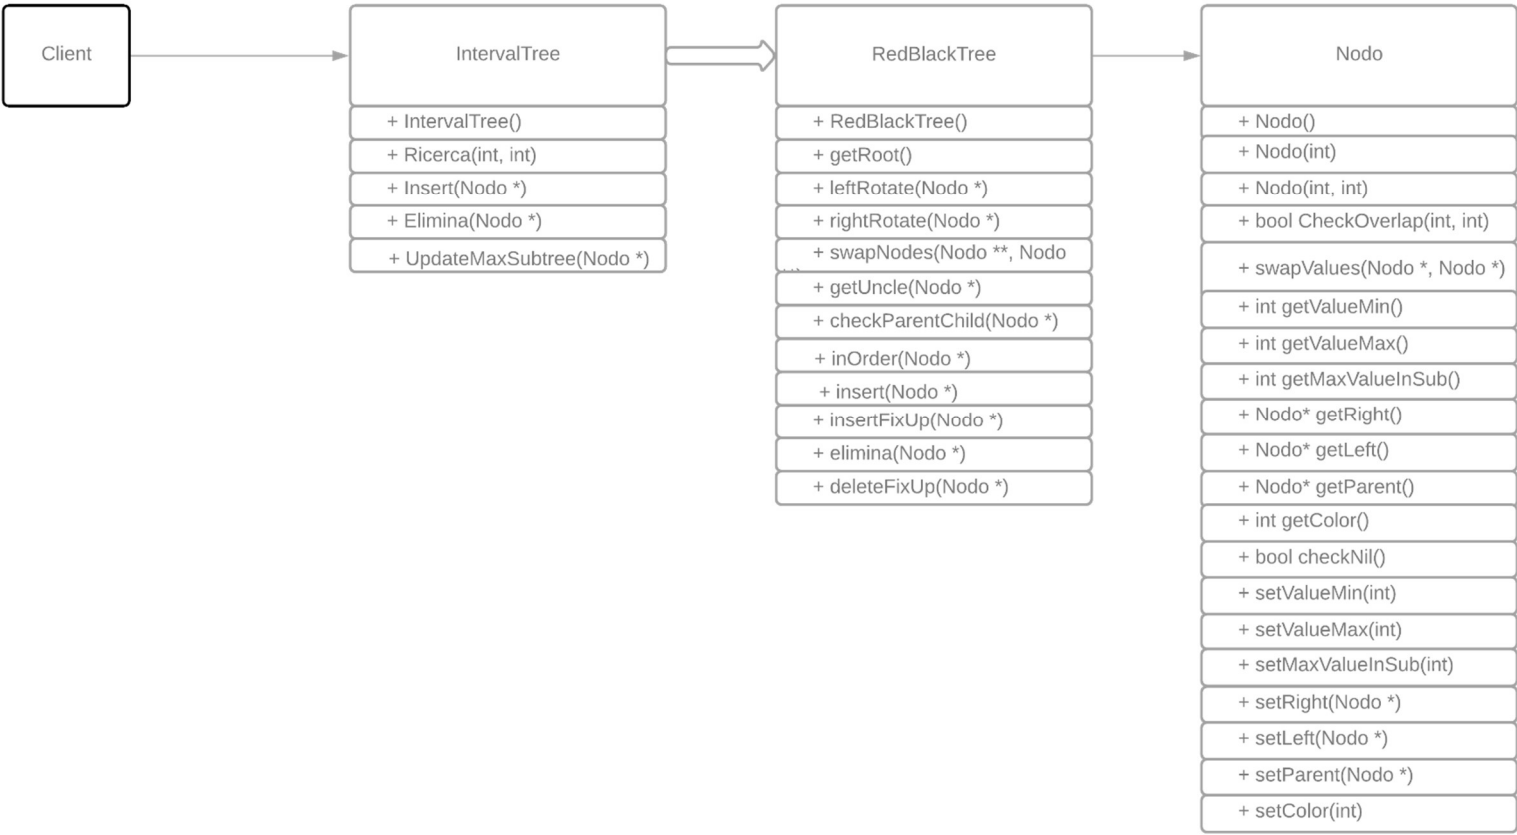 Client
IntervalTree
+ IntervalTree()
+ Ricerca(int, int)
+ Insert(Nodo *)
+ Elimina(Nodo *)
+ UpdateMaxSubtree(Nodo *)
RedBlackTree
+ RedBlackTree()
+ getRoot()
+ leftRotate(Nodo *)
+ rightRotate(Nodo *)
+ swapNodes(Nodo **, Nodo
+ getUncle(Nodo *)
+ checkParentChild(Nodo *)
+ inOrder(Nodo *)
+ insert(Nodo *)
+ insertFixUp(Nodo *)
+ elimina(Nodo *)
+ deleteFixUp(Nodo *)
Nodo
+ Nodo()
+ Nodo(int)
+ Nodo(int, int)
+ bool CheckOverlap(int, int)
+ swapValues(Nodo *, Nodo *)
+ int getValueMin()
+ int getValueMax()
+ int getMaxValueInSub()
+ Nodo* getRight()
+ Nodo* getLeft()
+ Nodo* getParent()
+ int getColor()
+ bool checkNil()
+ setValueMin(int)
+ setValueMax(int)
+ setMaxValueInSub(int)
+ setRight(Nodo *)
+ setLeft(Nodo *)
+ setParent(Nodo *)
+ setColor(int)